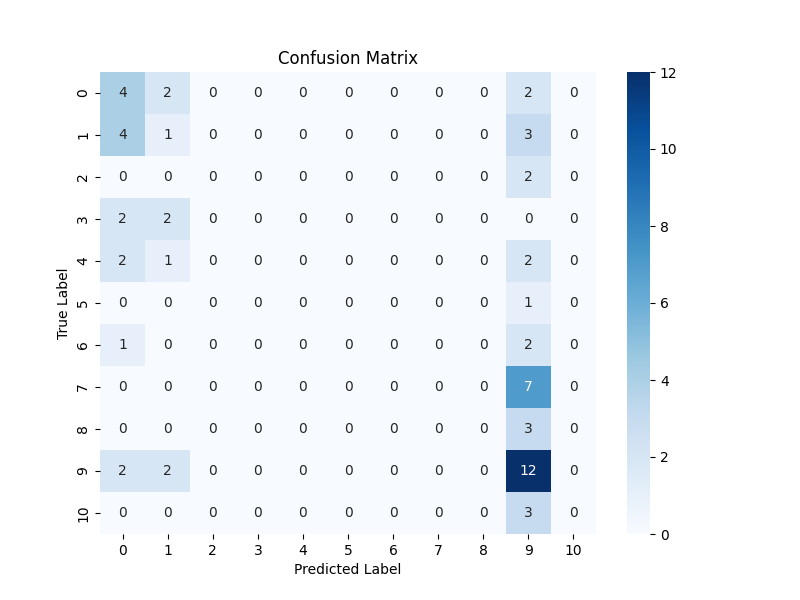 Confusion Matrix
0 4 2 0 0 0 0 0 0 0 2 0
1 4 1 0 0 0 0 0 0 0 3 0
2 0 0 0 0 0 0 0 0 0 2 0
3 2 2 0 0 0 0 0 0 0 0 0
4 2 1 0 0 0 0 0 0 0 2 0
5 0 0 0 0 0 0 0 0 0 1 0
6 1 0 0 0 0 0 0 0 0 2 0
7 0 0 0 0 0 0 0 0 0 7 0
8 0 0 0 0 0 0 0 0 0 3 0
9 2 2 0 0 0 0 0 0 0 12 0
10 0 0 0 0 0 0 0 0 0 3 0
0 1 2 3 4 5 6 7 8 9 10
Predicted Label
True Label
12
10
8
6
4
2
0